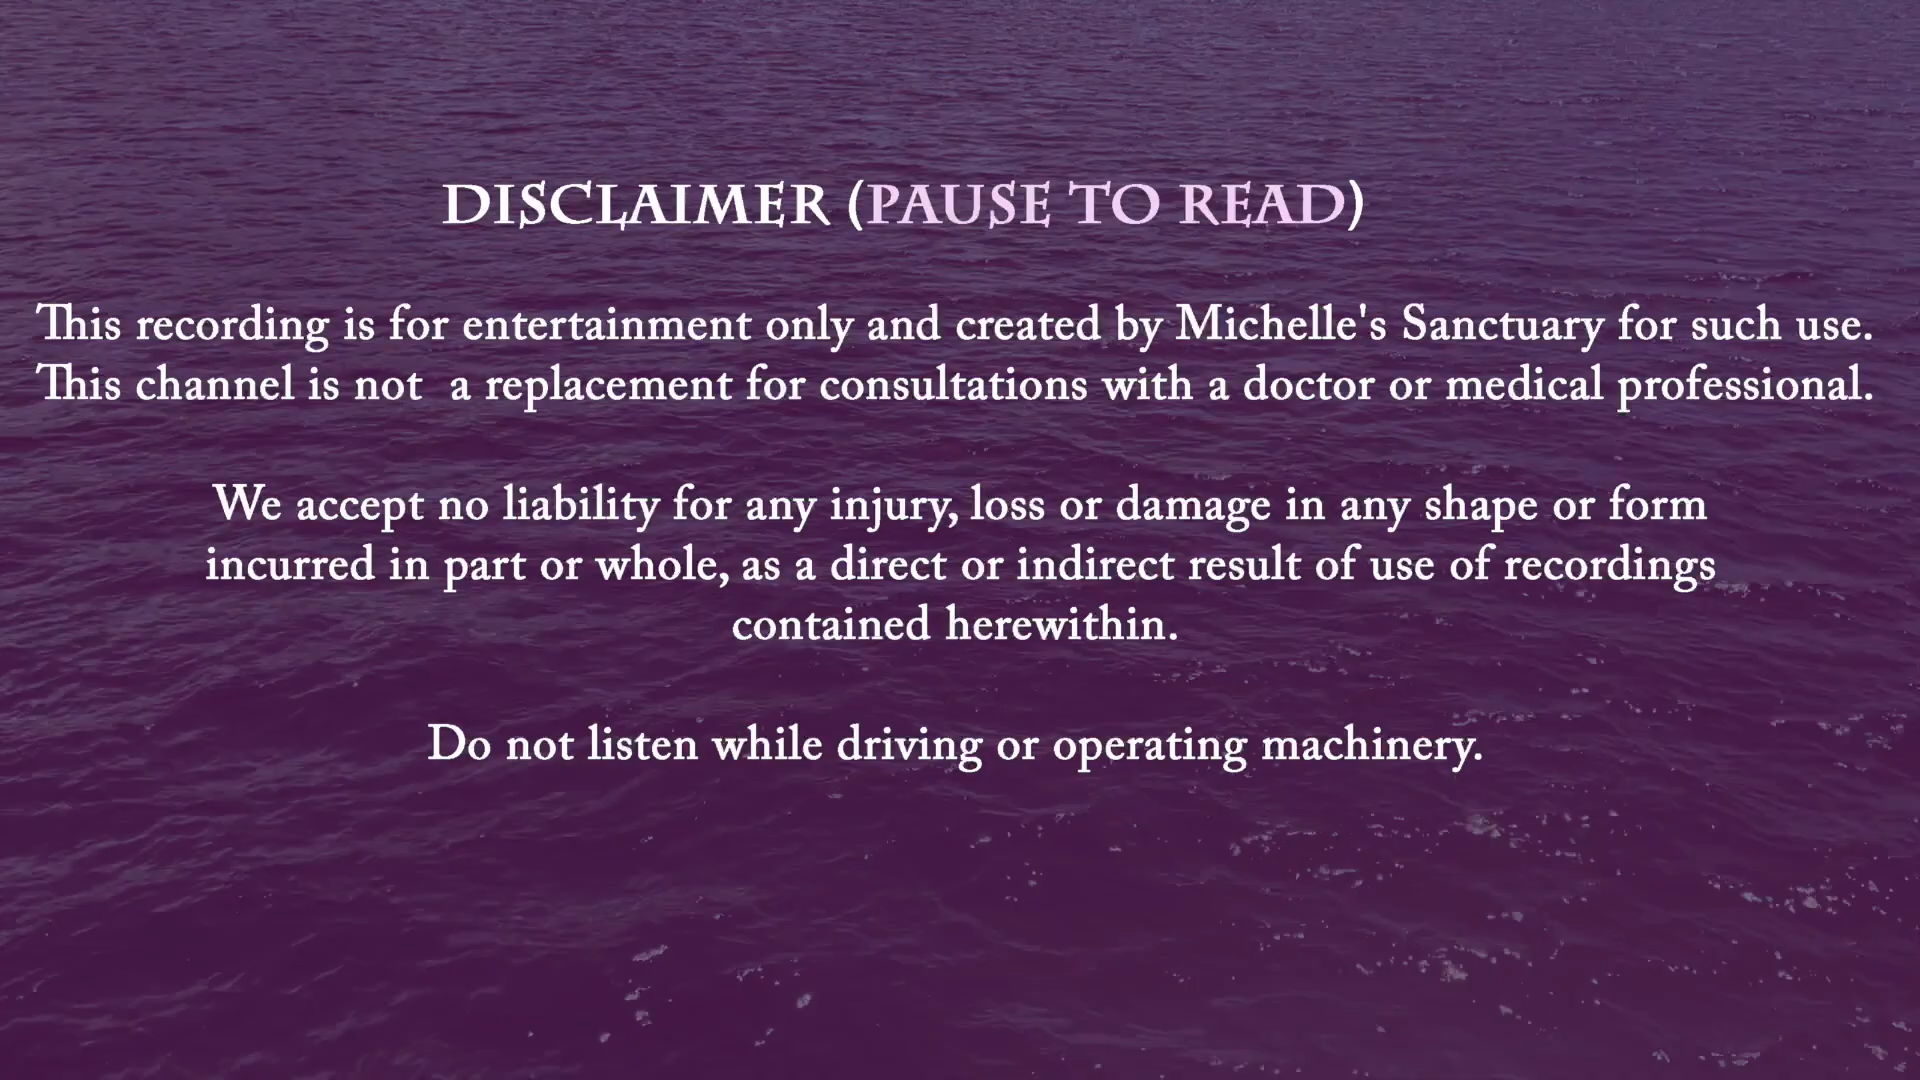 DISCLAIMER (PAUSE TO READ)
This recording is for entertainment only and created by Michelle's Sanctuary for such use.
This channel is not  a replacement for consultations with a doctor or medical professional.
We accept no liability for any injury, loss or damage in any shape or form
incurred in part or whole, as a direct or indirect result of use of recordings
contained herewithin.
Do not listen while driving or operating machinery.